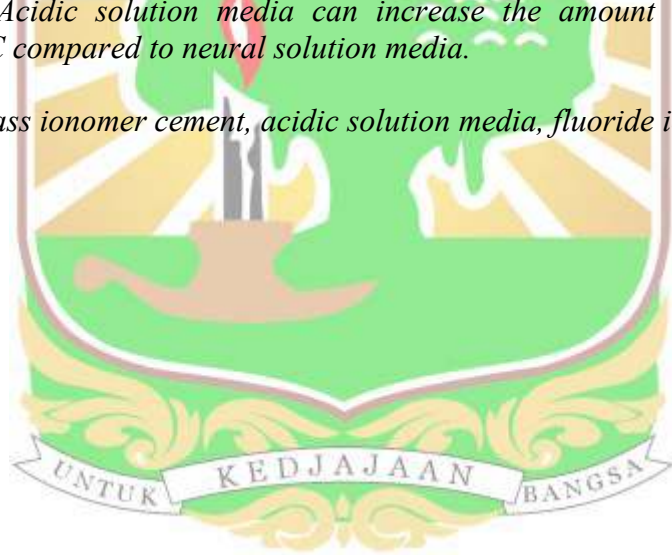 Acidic solution media can increase the amount
compared to neural solution media.
ass ionomer cement, acidic solution media, fluoride i
UNTUK KEDJAJAAN BANGSA